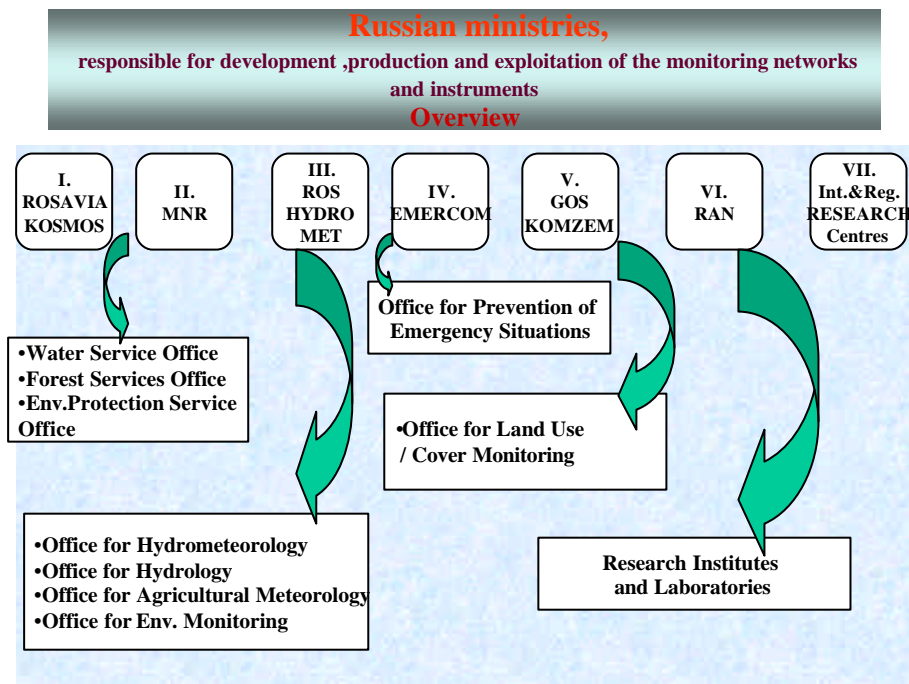 Russian ministries,
responsible for development ,production and exploitation of the monitoring networks
and instruments
Overview
I.
ROSAVIA
KOSMOS
II.
MNR
III.
ROS
HYDRO
MET
IV.
EMERCOM
V.
GOS
KOMZEM
VI.
RAN
VII.
Int.&Reg.
RESEARCH
Centres
•Water Service Office
•Forest Services Office
•Env.Protection Service
Office
Office for Prevention of
Emergency Situations
•Office for Land Use
/ Cover Monitoring
•Office for Hydrometeorology
•Office for Hydrology
•Office for Agricultural Meteorology
•Office for Env. Monitoring
Research Institutes
and Laboratories